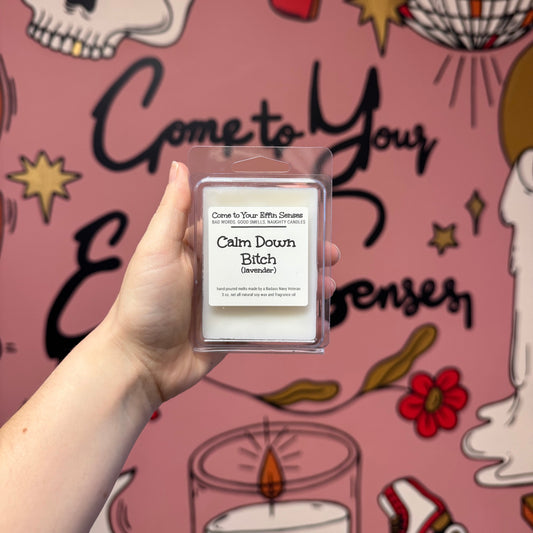 Come to Your
Effin Senses
Come to Your Effin Senses
BAD WORDS, GOOD SMELLS, NAUGHTY CANDLES
Calm Down
Bitch
(lavender)
hand poured melts made by a Badass Navy Veteran
3 oz. net all natural soy wax and fragrance oil